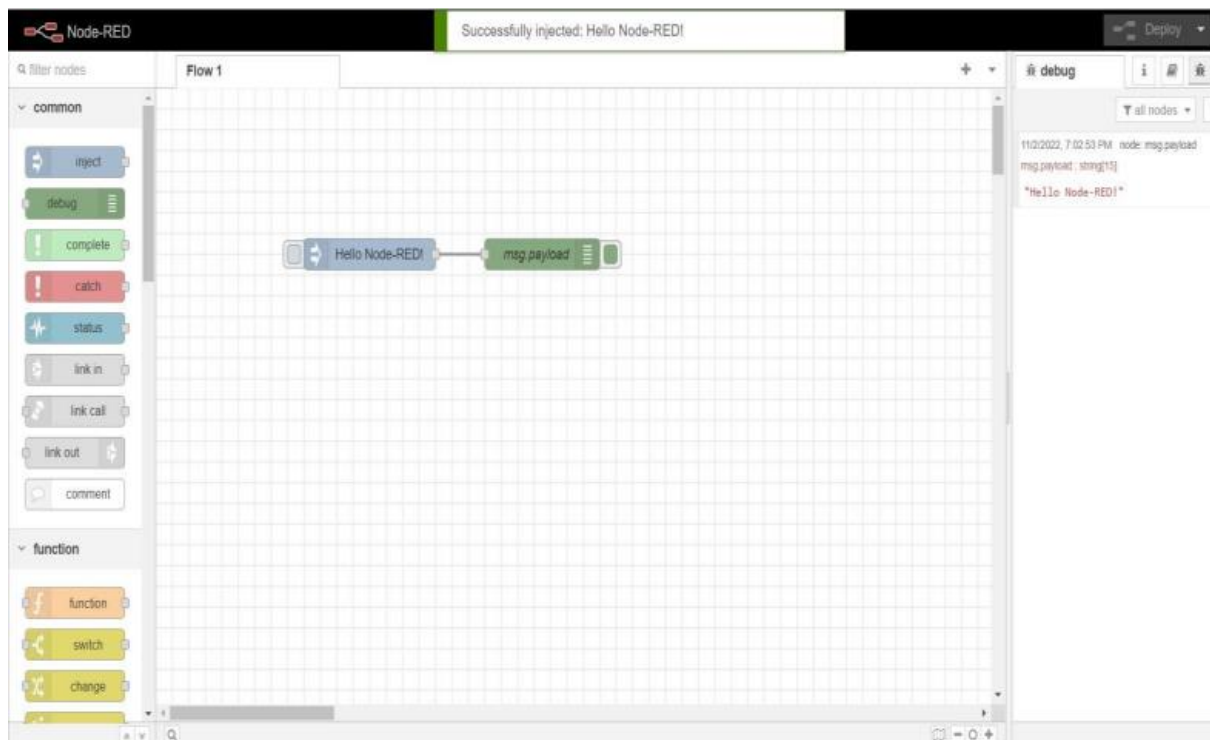 Node-RED
Successfully injected: Hello Node-RED!
Deploy
filter nodes
Flow 1
debug
i
all nodes
common
inject
debug
complete
catch
status
link in
link call
link out
comment
function
function
switch
change
Hello Node-RED!
msg.payload
11/2/2022, 7:02:53 PM node: msg.payload
msg.payload : string[15]
"Hello Node-RED!"